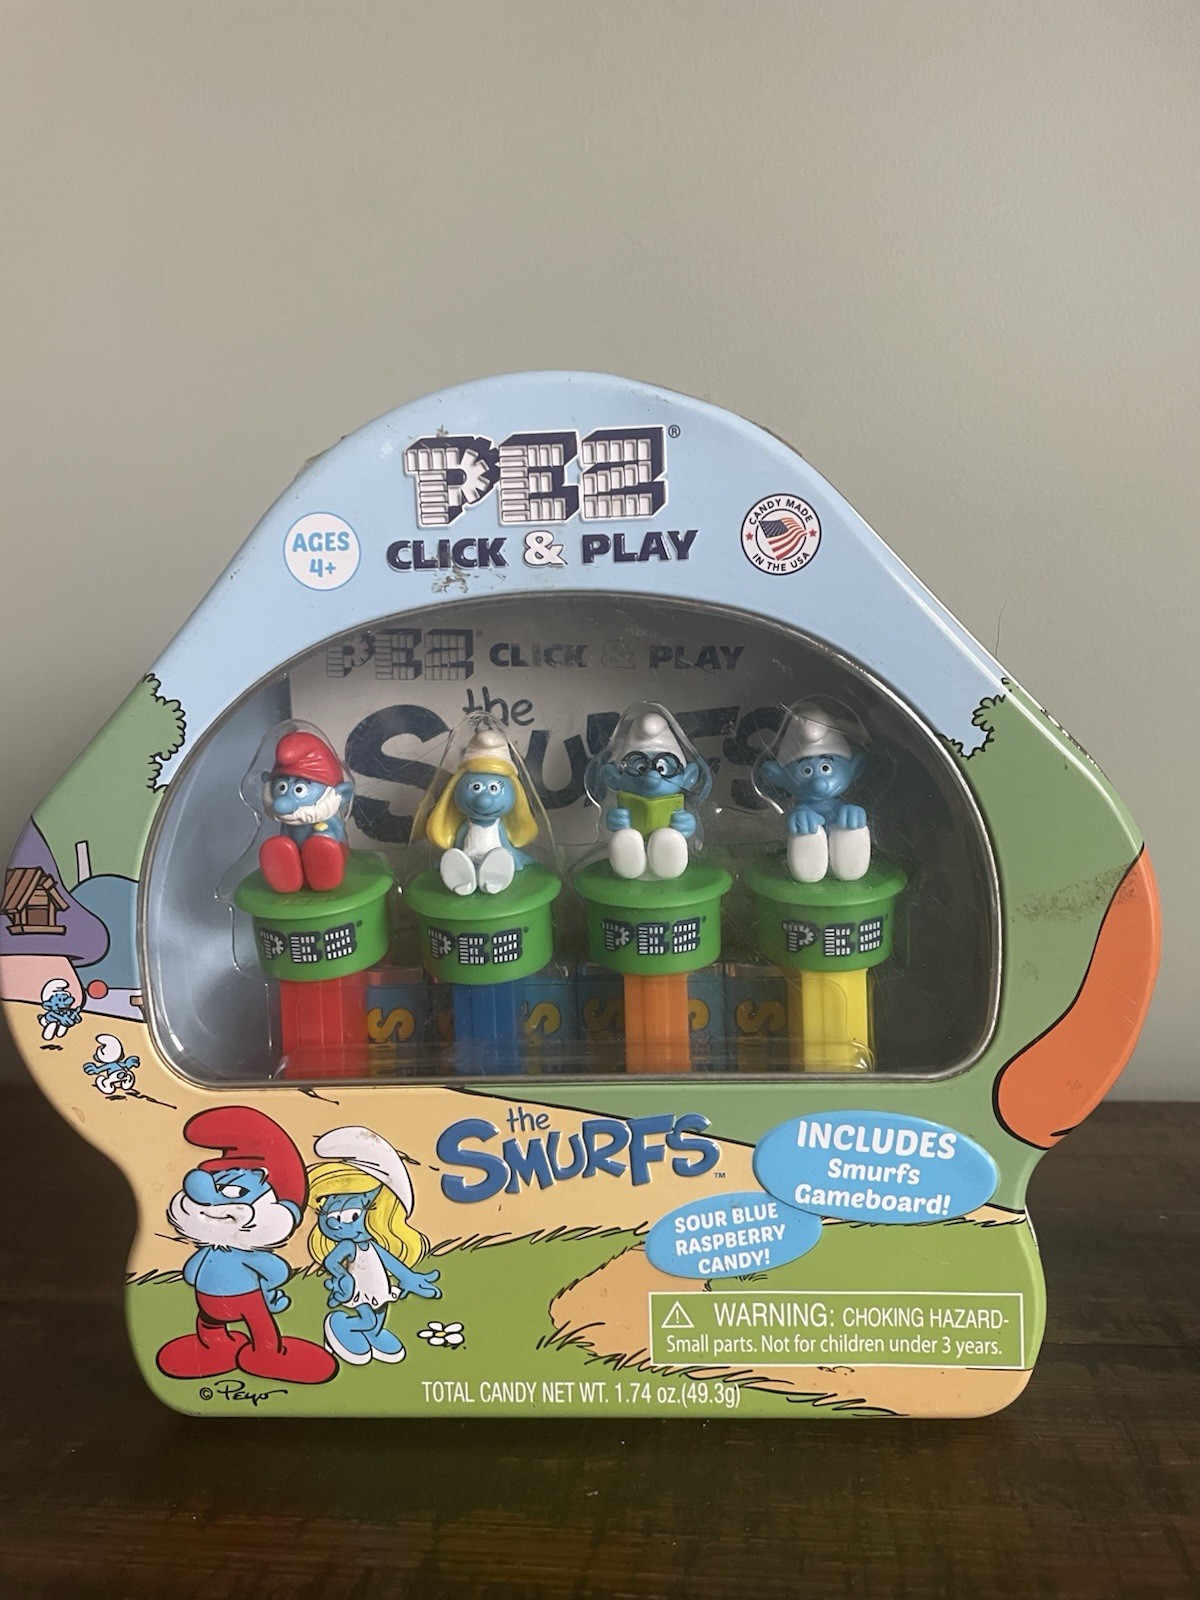 PEZ®
CLICK & PLAY
AGES
4+
CANDY MADE
IN THE USA
PEZ® CLICK & PLAY
the
SMURFS
PEZ
PEZ
PEZ
PEZ
the
SMURFS™
INCLUDES
Smurfs
Gameboard!
SOUR BLUE
RASPBERRY
CANDY!
WARNING: CHOKING HAZARD-
Small parts. Not for children under 3 years.
© Peyo
TOTAL CANDY NET WT. 1.74 oz.(49.3g)